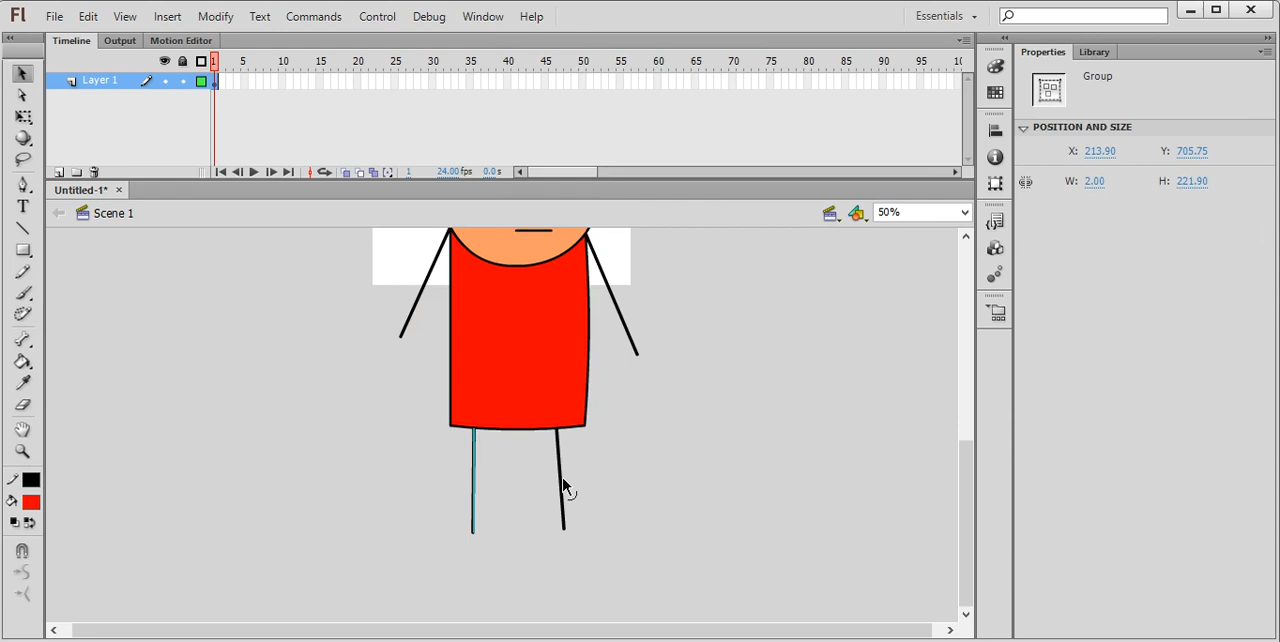 Fl File Edit View Insert Modify Text Commands Control Debug Window Help Essentials
Timeline Output Motion Editor
1 5 10 15 20 25 30 35 40 45 50 55 60 65 70 75 80 85 90 95 10
Layer 1
1 24.00 fps 0.0 s
Untitled-1*
Scene 1 50%
Properties Library
Group
POSITION AND SIZE
X: 213.90 Y: 705.75
W: 2.00 H: 221.90
T